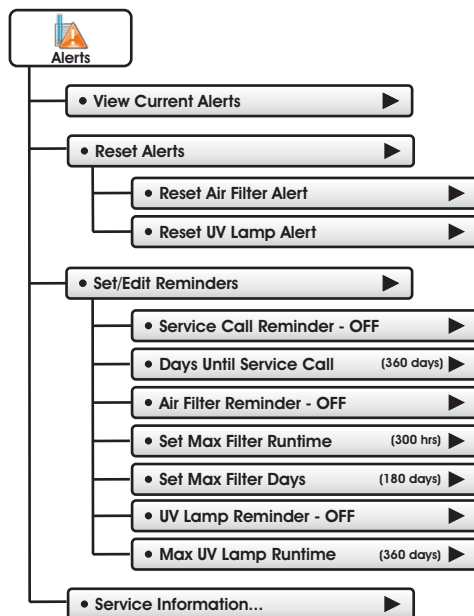 Alerts
• View Current Alerts
• Reset Alerts
• Reset Air Filter Alert
• Reset UV Lamp Alert
• Set/Edit Reminders
• Service Call Reminder - OFF
• Days Until Service Call (360 days)
• Air Filter Reminder - OFF
• Set Max Filter Runtime (300 hrs)
• Set Max Filter Days (180 days)
• UV Lamp Reminder - OFF
• Max UV Lamp Runtime (360 days)
• Service Information...